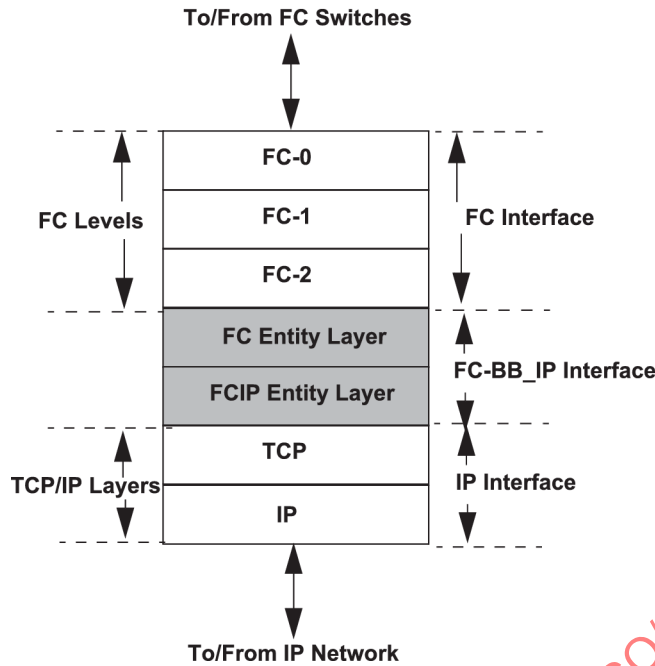 To/From FC Switches
FC-0
FC-1
FC Levels
FC Interface
FC-2
FC Entity Layer
FC-BB_IP Interface
FCIP Entity Layer
TCP
TCP/IP Layers
IP Interface
IP
To/From IP Network